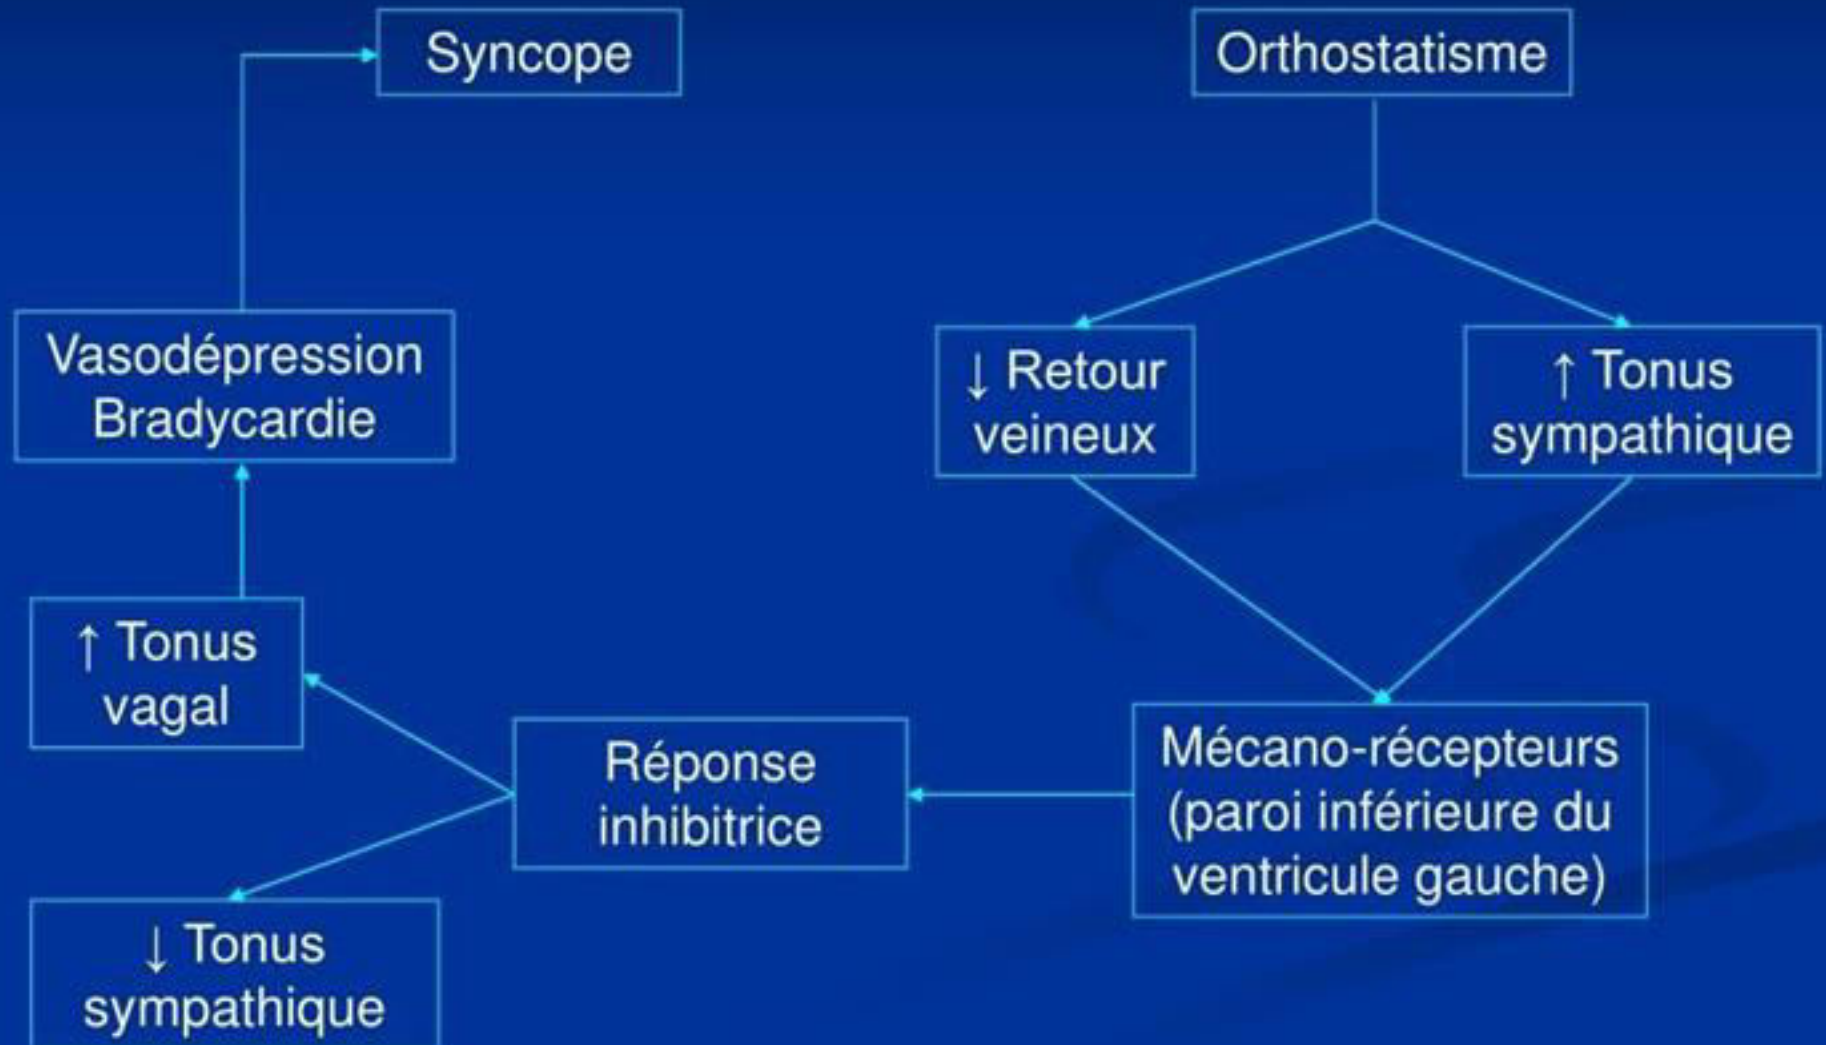 Syncope
Orthostatisme
Vasodépression
Bradycardie
↓ Retour
veineux
↑ Tonus
sympathique
↑ Tonus
vagal
Réponse
inhibitrice
Mécano-récepteurs
(paroi inférieure du
ventricule gauche)
↓ Tonus
sympathique